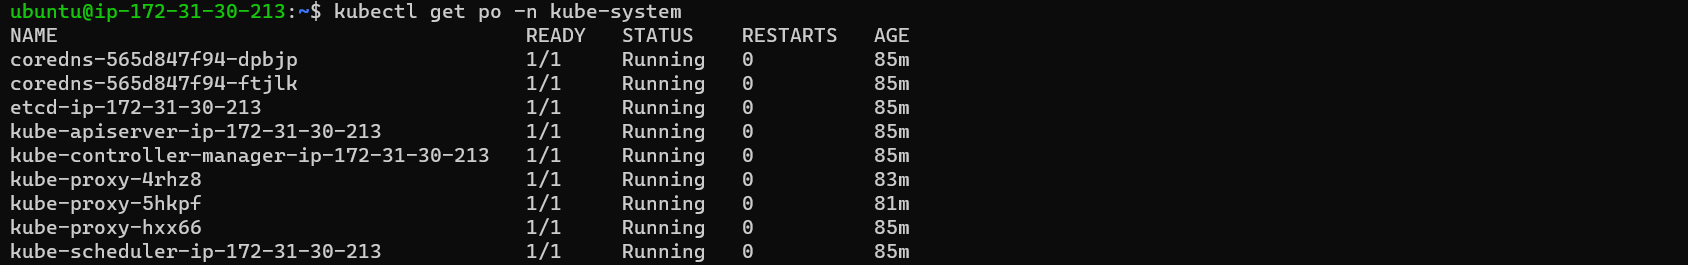 ubuntu@ip-172-31-30-213:~$ kubectl get po -n kube-system
NAME READY STATUS RESTARTS AGE
coredns-565d847f94-dpbjp 1/1 Running 0 85m
coredns-565d847f94-ftjlk 1/1 Running 0 85m
etcd-ip-172-31-30-213 1/1 Running 0 85m
kube-apiserver-ip-172-31-30-213 1/1 Running 0 85m
kube-controller-manager-ip-172-31-30-213 1/1 Running 0 85m
kube-proxy-4rhz8 1/1 Running 0 83m
kube-proxy-5hkpf 1/1 Running 0 81m
kube-proxy-hxx66 1/1 Running 0 85m
kube-scheduler-ip-172-31-30-213 1/1 Running 0 85m